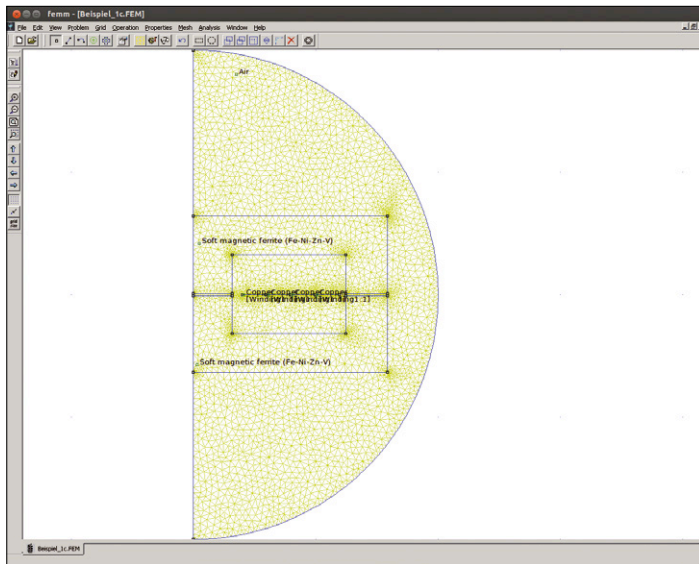 femm - [Beispiel_1c.FEM]
File Edit View Problem Grid Operation Properties Mesh Analysis Window Help
Air
Soft magnetic ferrite (Fe-Ni-Zn-V)
Copper
Soft magnetic ferrite (Fe-Ni-Zn-V)
Beispiel_1c.FEM